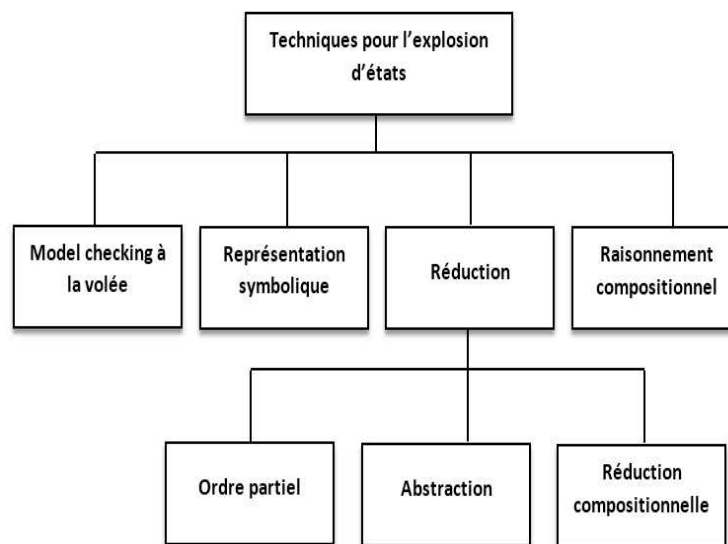 Techniques pour l'explosion
d'états
Model checking à
la volée
Représentation
symbolique
Réduction
Raisonnement
compositionnel
Ordre partiel
Abstraction
Réduction
compositionnelle